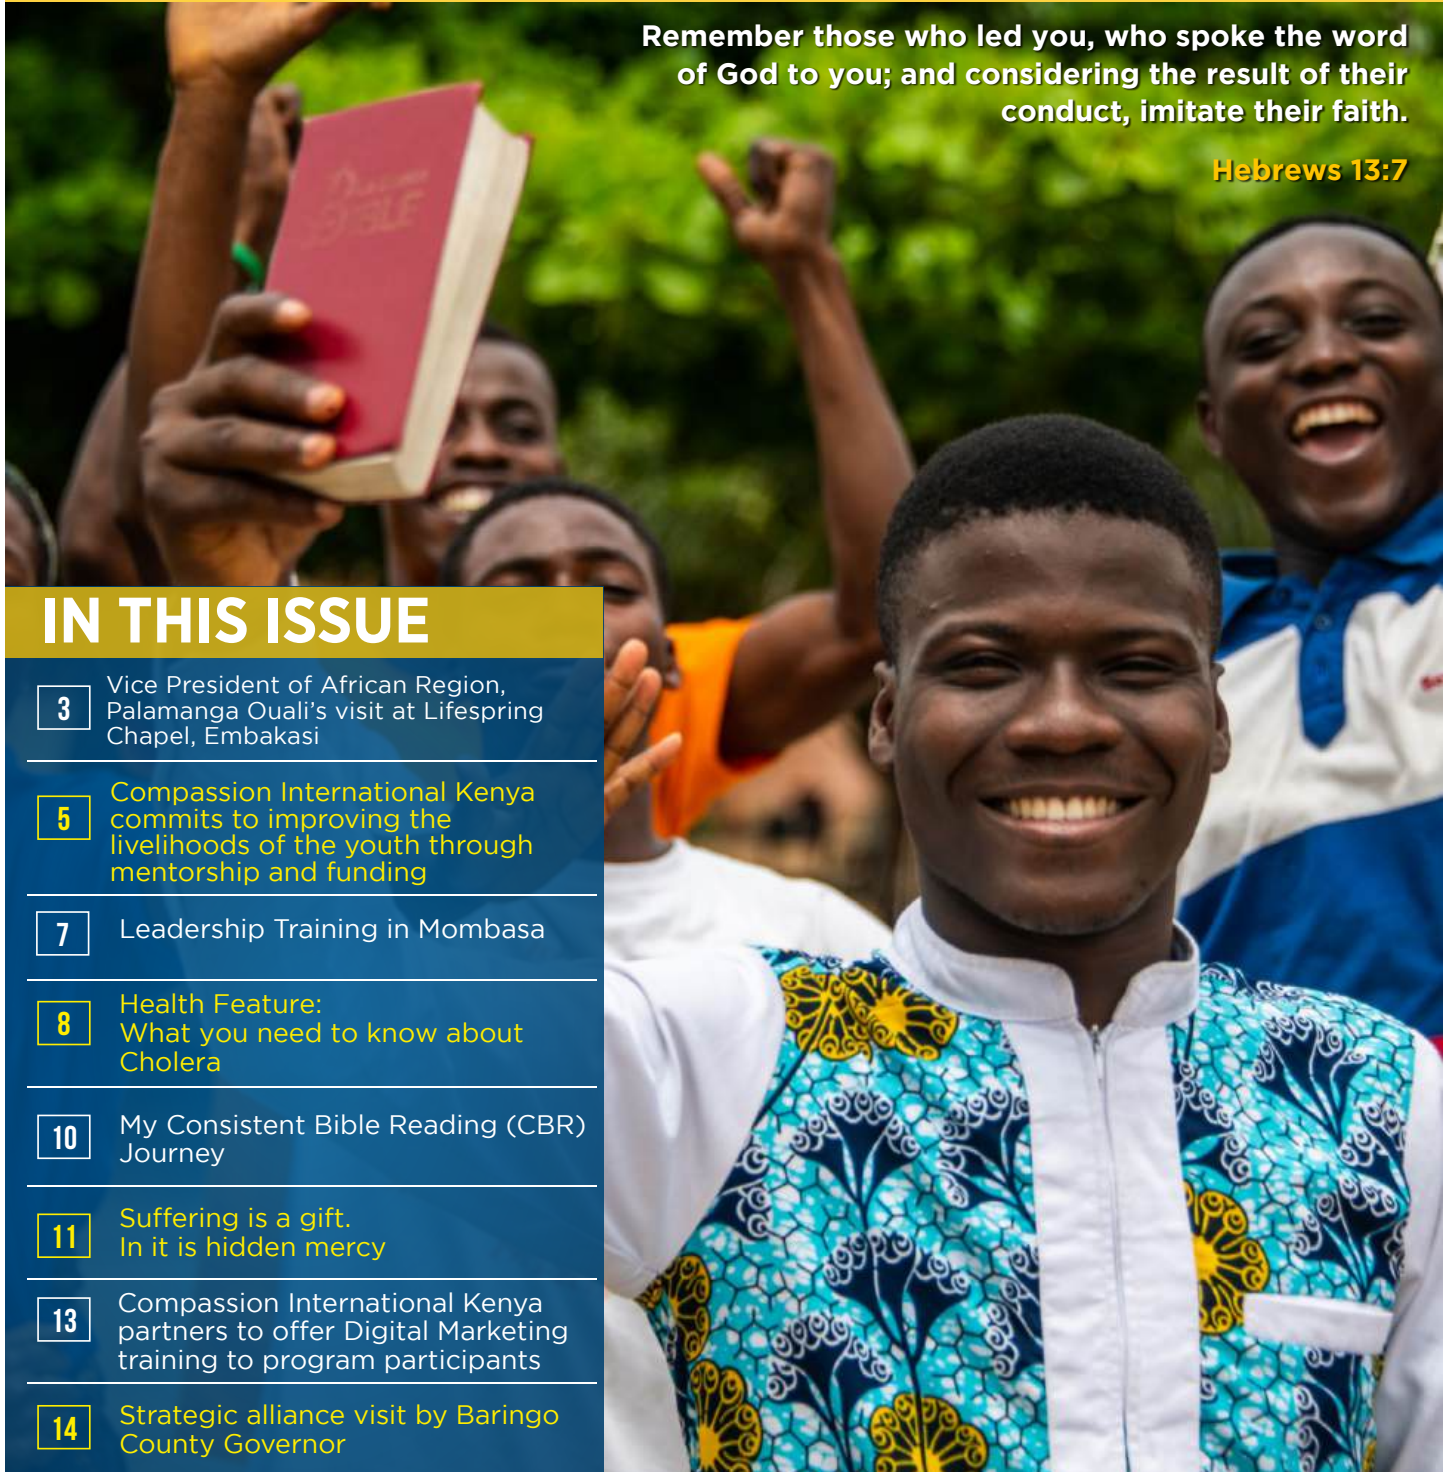 Remember those who led you, who spoke the word
of God to you; and considering the result of their
conduct, imitate their faith.
Hebrews 13:7
BIBLE
IN THIS ISSUE
3
Vice President of African Region,
Palamanga Ouali’s visit at Lifespring
Chapel, Embakasi
5
Compassion International Kenya
commits to improving the
livelihoods of the youth through
mentorship and funding
7
Leadership Training in Mombasa
8
Health Feature:
What you need to know about
Cholera
10
My Consistent Bible Reading (CBR)
Journey
11
Suffering is a gift.
In it is hidden mercy
13
Compassion International Kenya
partners to offer Digital Marketing
training to program participants
14
Strategic alliance visit by Baringo
County Governor